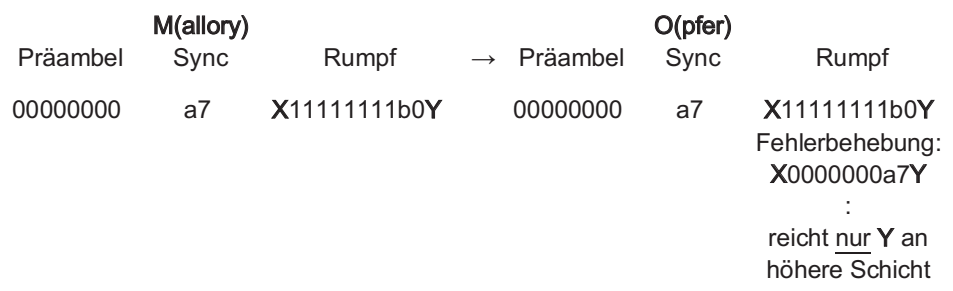 M(allory) O(pfer)
Präambel Sync Rumpf → Präambel Sync Rumpf
00000000 a7 X11111111b0Y 00000000 a7 X11111111b0Y
Fehlerbehebung:
X0000000a7Y
:
reicht nur Y an
höhere Schicht